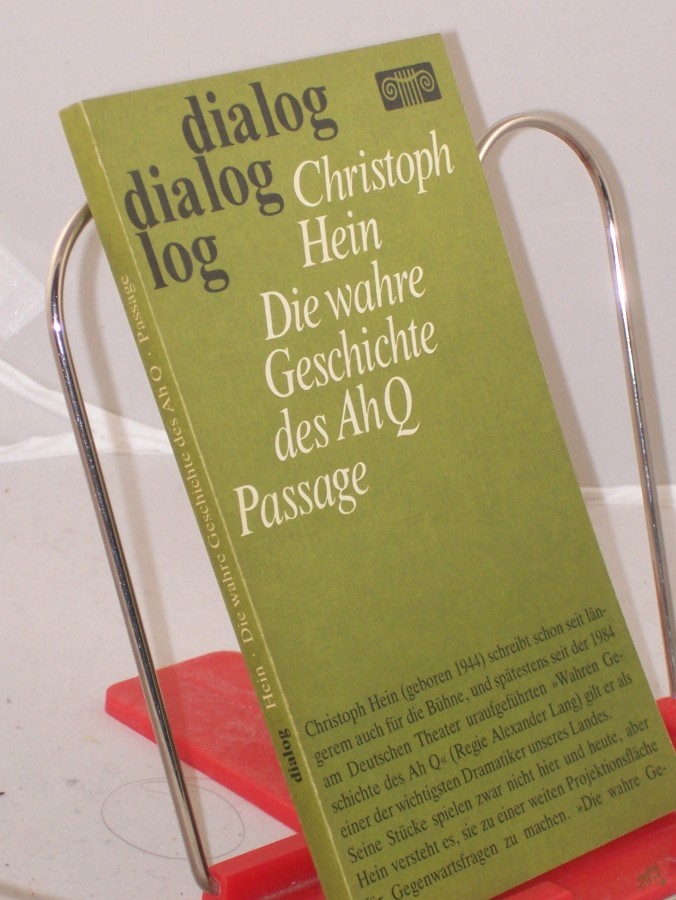 dialog
dialog
log
Christoph
Hein
Die wahre
Geschichte
des Ah Q
Passage
Christoph Hein (geboren 1944) schreibt schon seit län-
gerem auch für die Bühne, und spätestens seit der 1984
am Deutschen Theater uraufgeführten »Wahren Ge-
schichte des Ah Q« (Regie Alexander Lang) gilt er als
einer der wichtigsten Dramatiker unseres Landes.
Seine Stücke spielen zwar nicht hier und heute, aber
Hein versteht es, sie zu einer weiten Projektionsfläche
für Gegenwartsfragen zu machen. »Die wahre Ge-
dialog Hein · Die wahre Geschichte des Ah Q · Passage